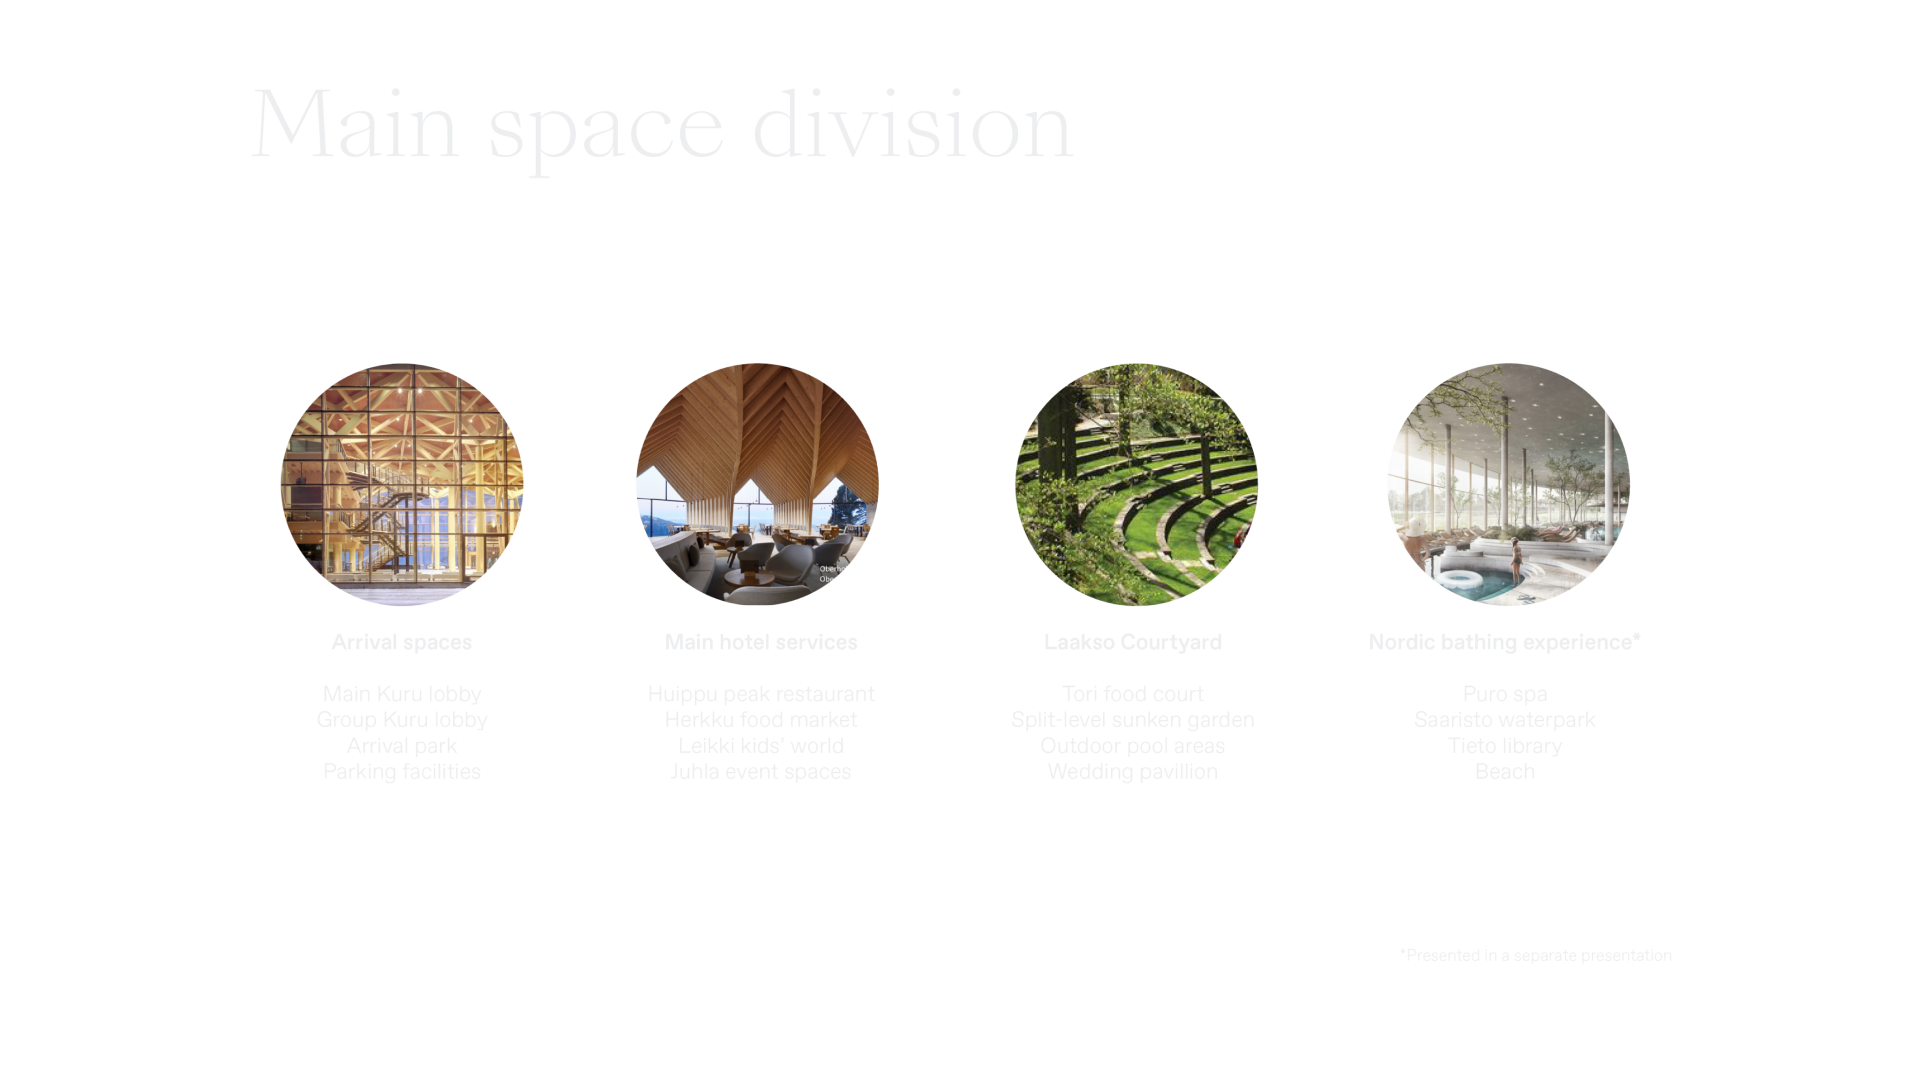 Main space division
Arrival spaces
Main Kuru lobby
Group Kuru lobby
Arrival park
Parking facilities
Main hotel services
Huippu peak restaurant
Herkku food market
Leikki kids' world
Juhla event spaces
Laakso Courtyard
Tori food court
Split-level sunken garden
Outdoor pool areas
Wedding pavillion
Nordic bathing experience*
Puro spa
Saaristo waterpark
Tieto library
Beach
*Presented in a separate presentation